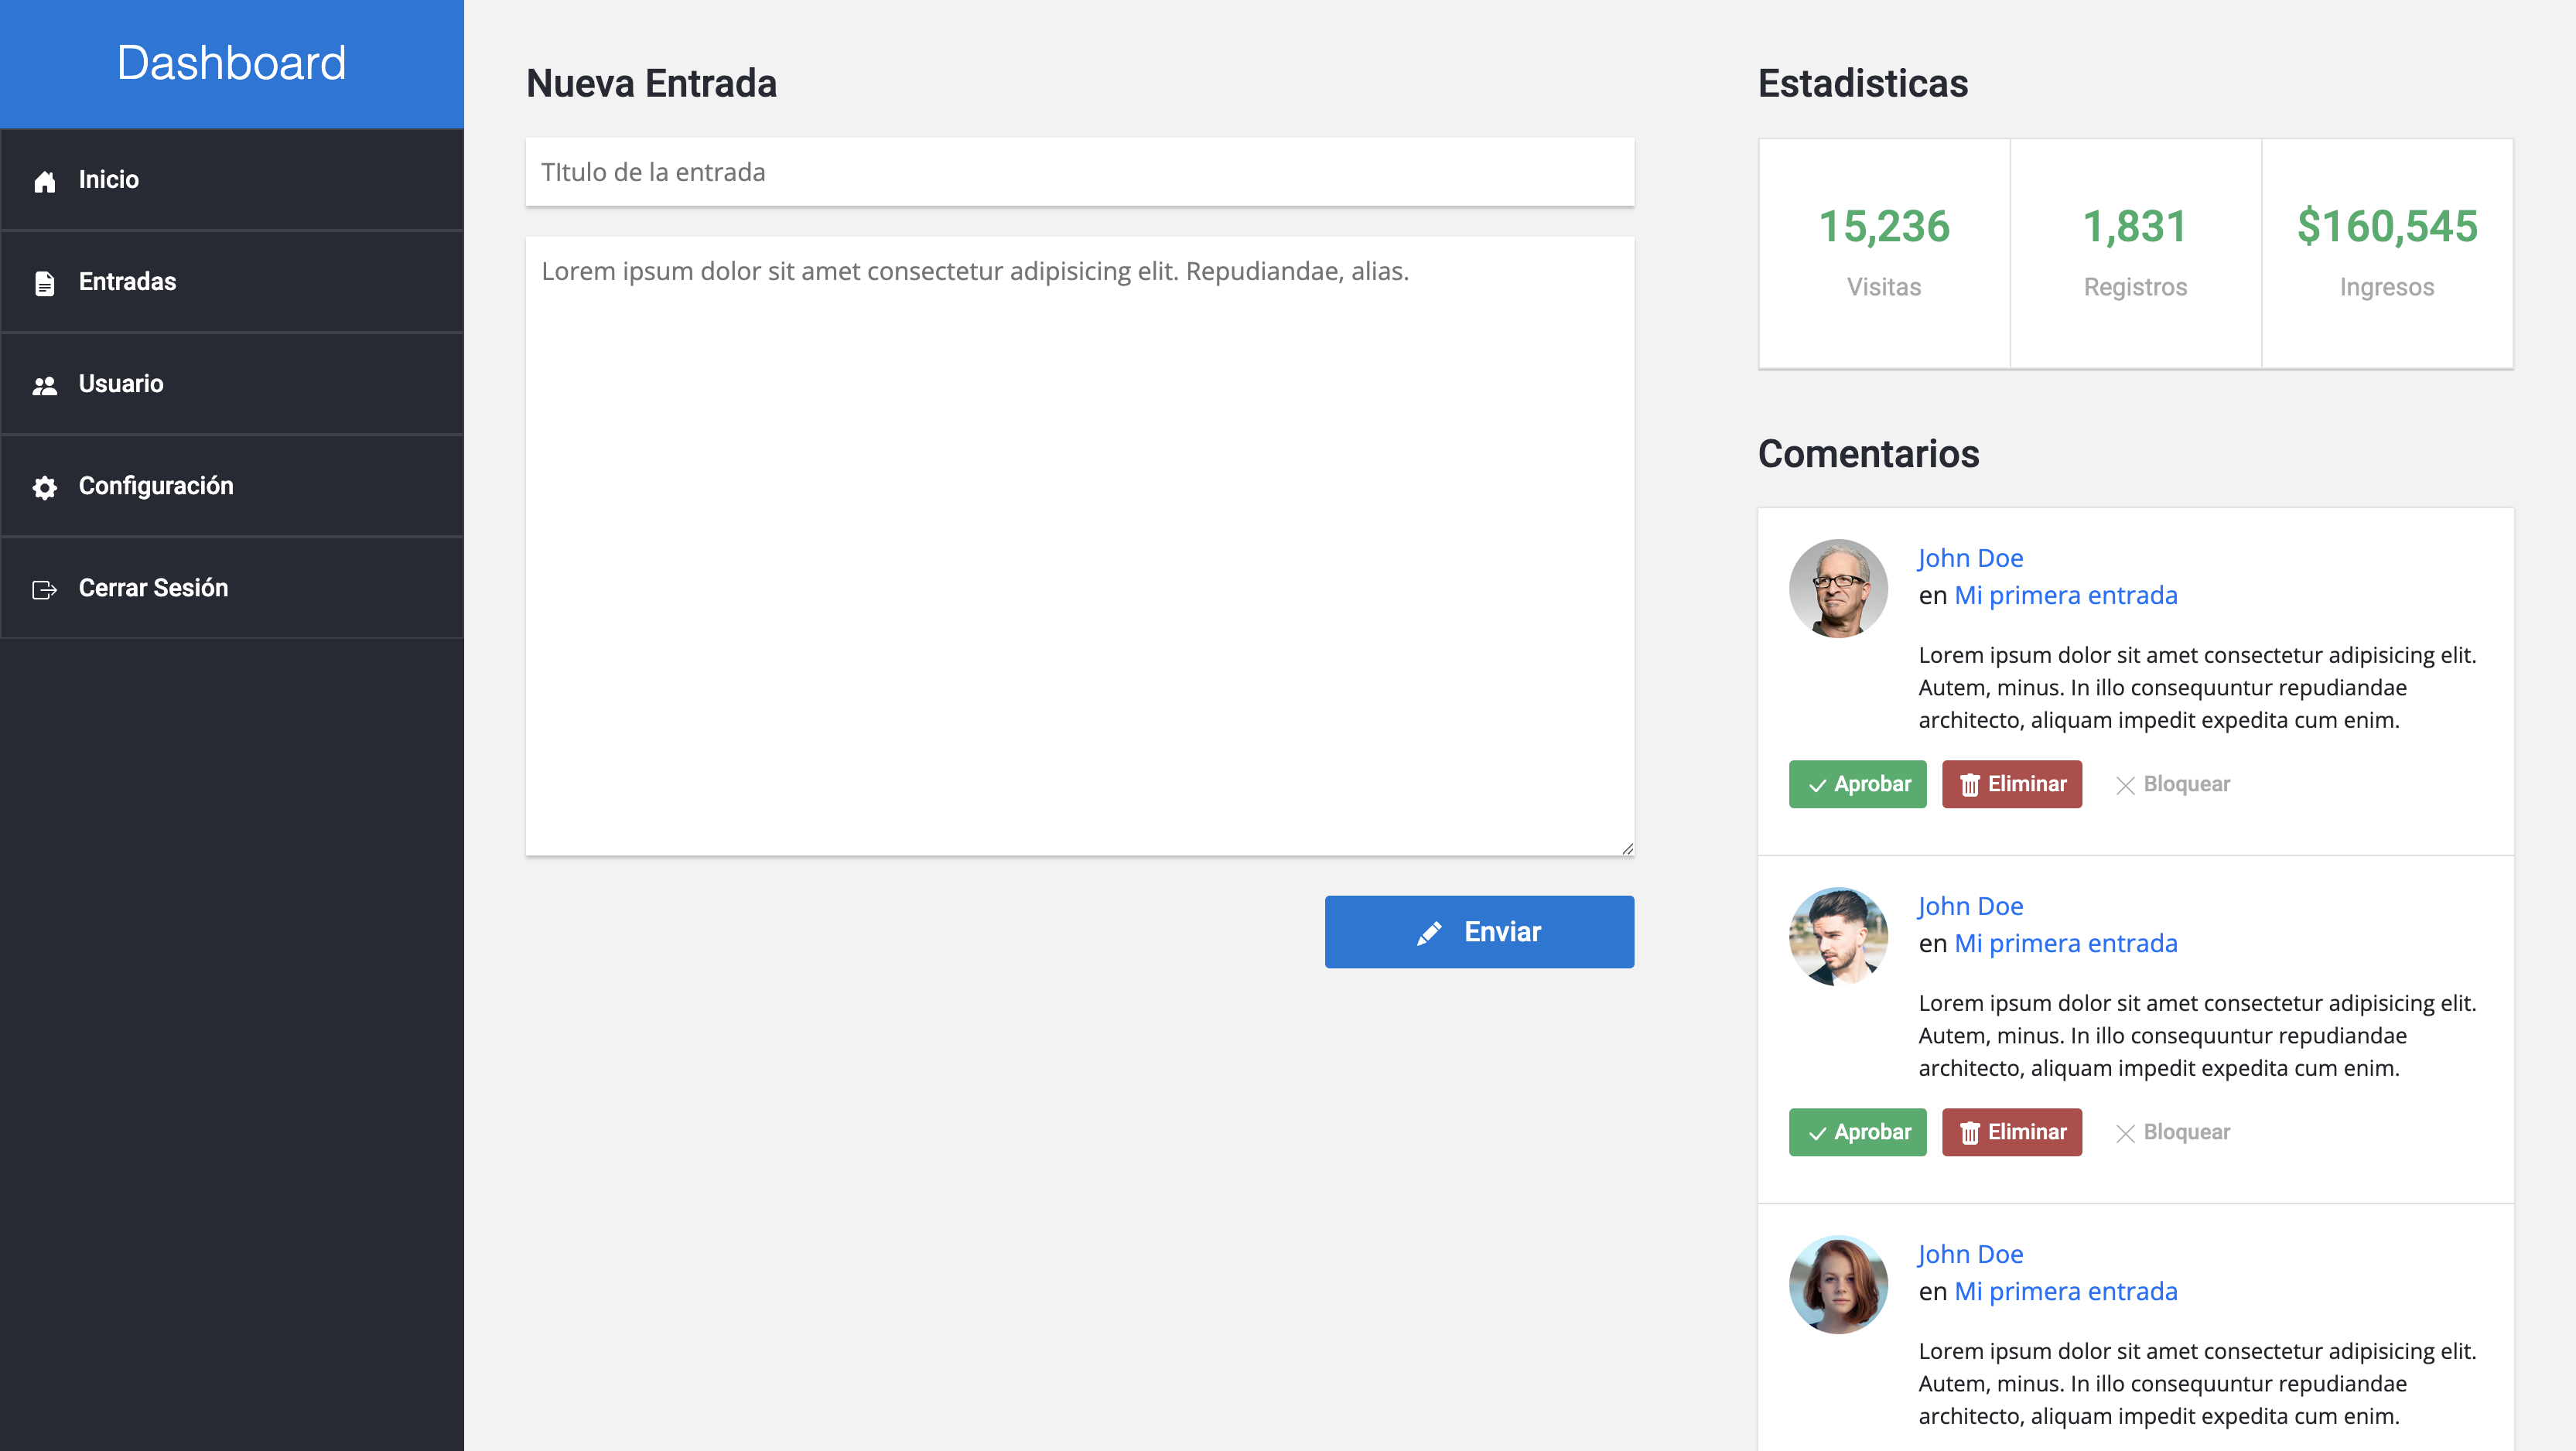 Dashboard
Inicio
Entradas
Usuario
Configuración
Cerrar Sesión
Nueva Entrada
TItulo de la entrada
Lorem ipsum dolor sit amet consectetur adipisicing elit. Repudiandae, alias.
Enviar
Estadisticas
15,236
Visitas
1,831
Registros
$160,545
Ingresos
Comentarios
John Doe
en Mi primera entrada
Lorem ipsum dolor sit amet consectetur adipisicing elit.
Autem, minus. In illo consequuntur repudiandae
architecto, aliquam impedit expedita cum enim.
Aprobar
Eliminar
Bloquear
John Doe
en Mi primera entrada
Lorem ipsum dolor sit amet consectetur adipisicing elit.
Autem, minus. In illo consequuntur repudiandae
architecto, aliquam impedit expedita cum enim.
Aprobar
Eliminar
Bloquear
John Doe
en Mi primera entrada
Lorem ipsum dolor sit amet consectetur adipisicing elit.
Autem, minus. In illo consequuntur repudiandae
architecto, aliquam impedit expedita cum enim.